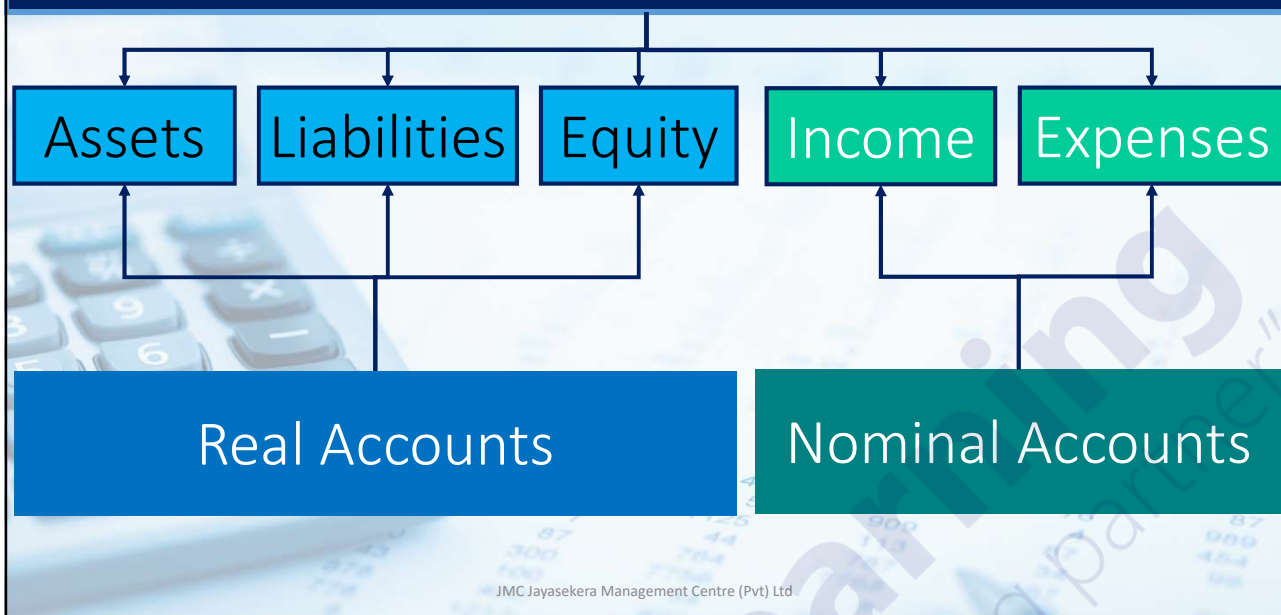 Assets
Liabilities
Equity
Income
Expenses
Real Accounts
Nominal Accounts
JMC Jayasekera Management Centre (Pvt) Ltd